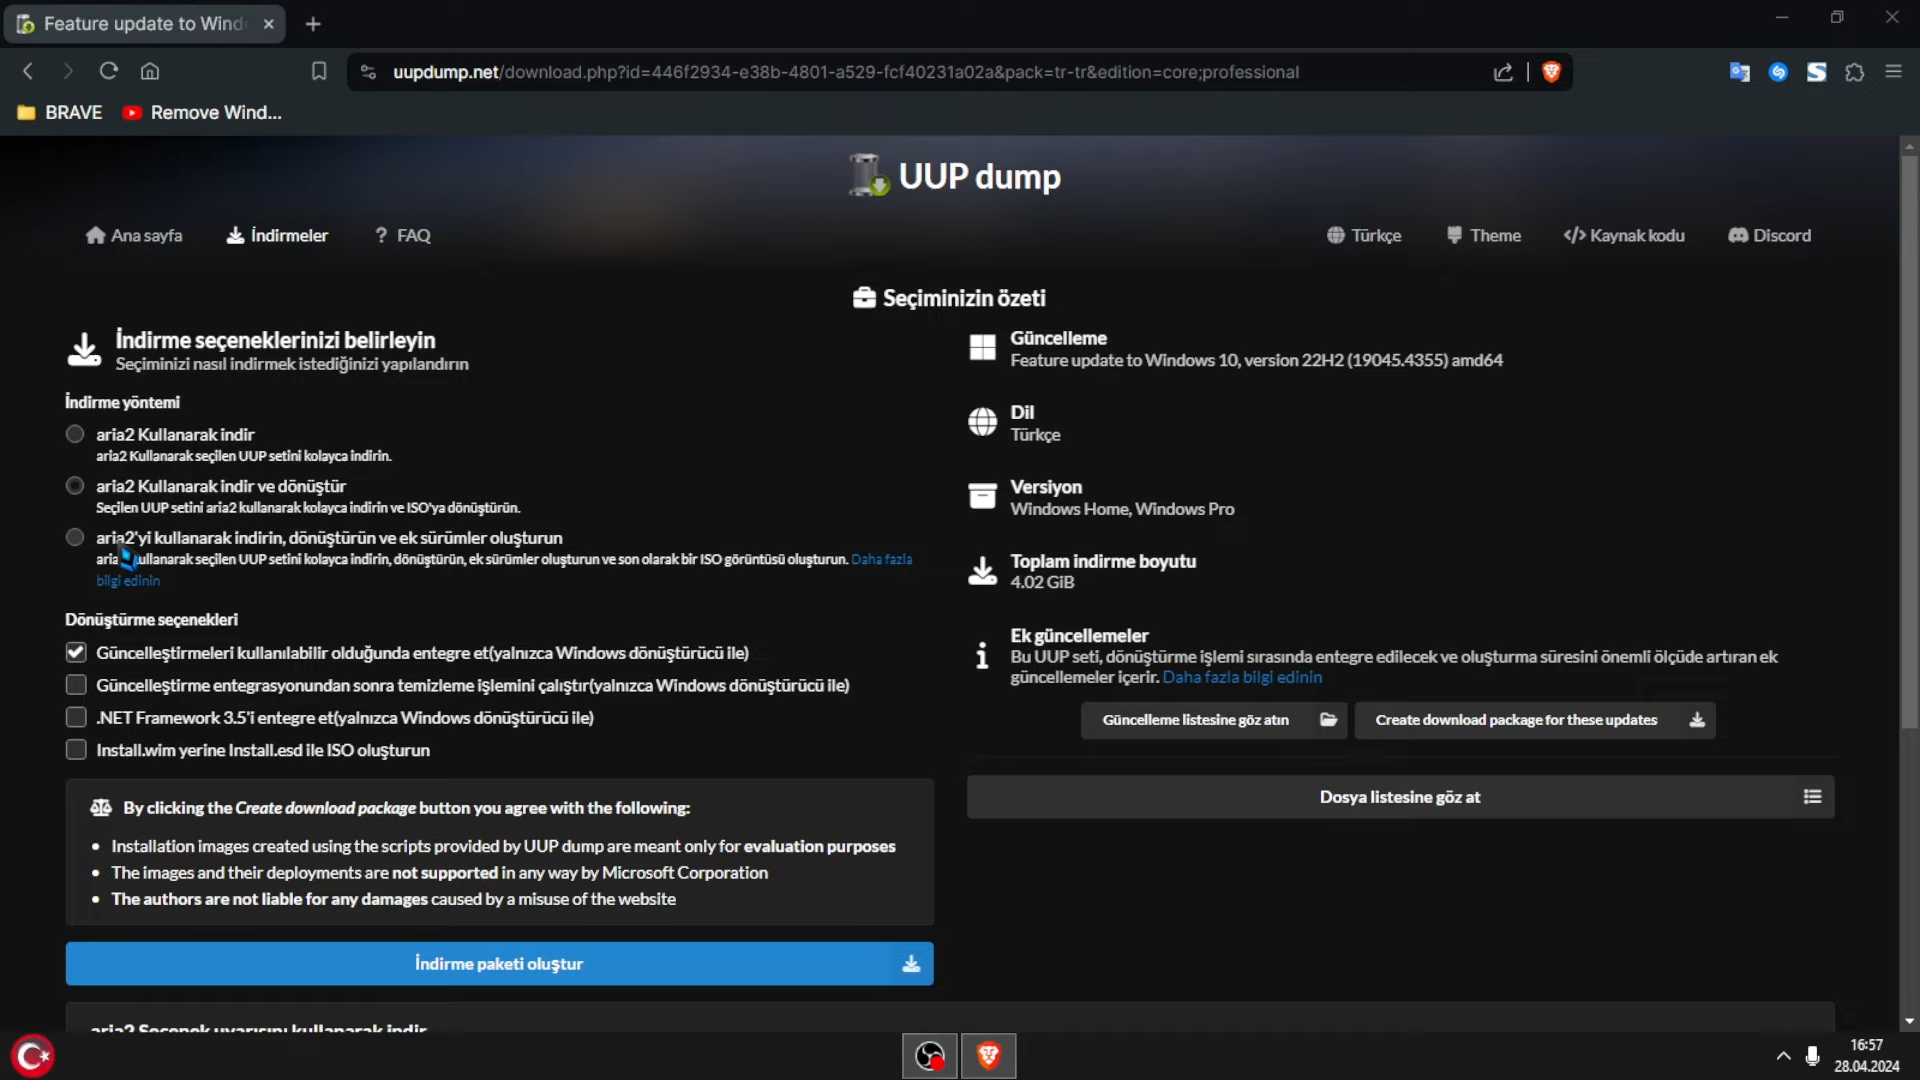 Feature update to Wind
uupdump.net/download.php?id=446f2934-e38b-4801-a529-fcf40231a02a&pack=tr-tr&edition=core;professional
BRAVE
Remove Wind...
UUP dump
Ana sayfa
İndirmeler
? FAQ
Türkçe
Theme
</> Kaynak kodu
Discord
Seçiminizin özeti
İndirme seçeneklerinizi belirleyin
Seçiminizi nasıl indirmek istediğinizi yapılandırın
İndirme yöntemi
aria2 Kullanarak indir
aria2 Kullanarak seçilen UUP setini kolayca indirin.
aria2 Kullanarak indir ve dönüştür
Seçilen UUP setini aria2 kullanarak kolayca indirin ve ISO'ya dönüştürün.
aria2'yi kullanarak indirin, dönüştürün ve ek sürümler oluşturun
aria kullanarak seçilen UUP setini kolayca indirin, dönüştürün, ek sürümler oluşturun ve son olarak bir ISO görüntüsü oluşturun. Daha fazla
bilgi edinin
Dönüştürme seçenekleri
Güncelleştirmeleri kullanılabilir olduğunda entegre et(yalnızca Windows dönüştürücü ile)
Güncelleştirme entegrasyonundan sonra temizleme işlemini çalıştır(yalnızca Windows dönüştürücü ile)
.NET Framework 3.5'i entegre et(yalnızca Windows dönüştürücü ile)
Install.wim yerine Install.esd ile ISO oluşturun
By clicking the Create download package button you agree with the following:
• Installation images created using the scripts provided by UUP dump are meant only for evaluation purposes
• The images and their deployments are not supported in any way by Microsoft Corporation
• The authors are not liable for any damages caused by a misuse of the website
İndirme paketi oluştur
aria2 Seçenek uyarısını kullanarak indir
Güncelleme
Feature update to Windows 10, version 22H2 (19045.4355) amd64
Dil
Türkçe
Versiyon
Windows Home, Windows Pro
Toplam indirme boyutu
4.02 GiB
Ek güncellemeler
Bu UUP seti, dönüştürme işlemi sırasında entegre edilecek ve oluşturma süresini önemli ölçüde artıran ek
güncellemeler içerir. Daha fazla bilgi edinin
Güncelleme listesine göz atın
Create download package for these updates
Dosya listesine göz at
16:57
28.04.2024